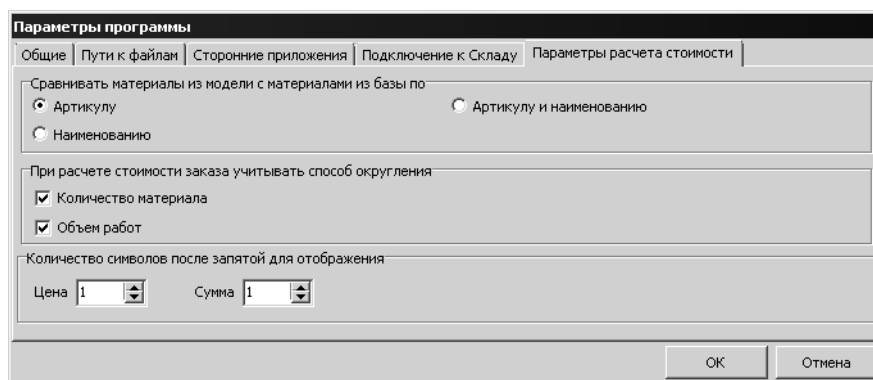 Параметры программы
Общие Пути к файлам Сторонние приложения Подключение к Складу Параметры расчета стоимости
Сравнивать материалы из модели с материалами из базы по
Артикулу Артикулу и наименованию
Наименованию
При расчете стоимости заказа учитывать способ округления
Количество материала
Объем работ
Количество символов после запятой для отображения
Цена 1 Сумма 1
ОК Отмена